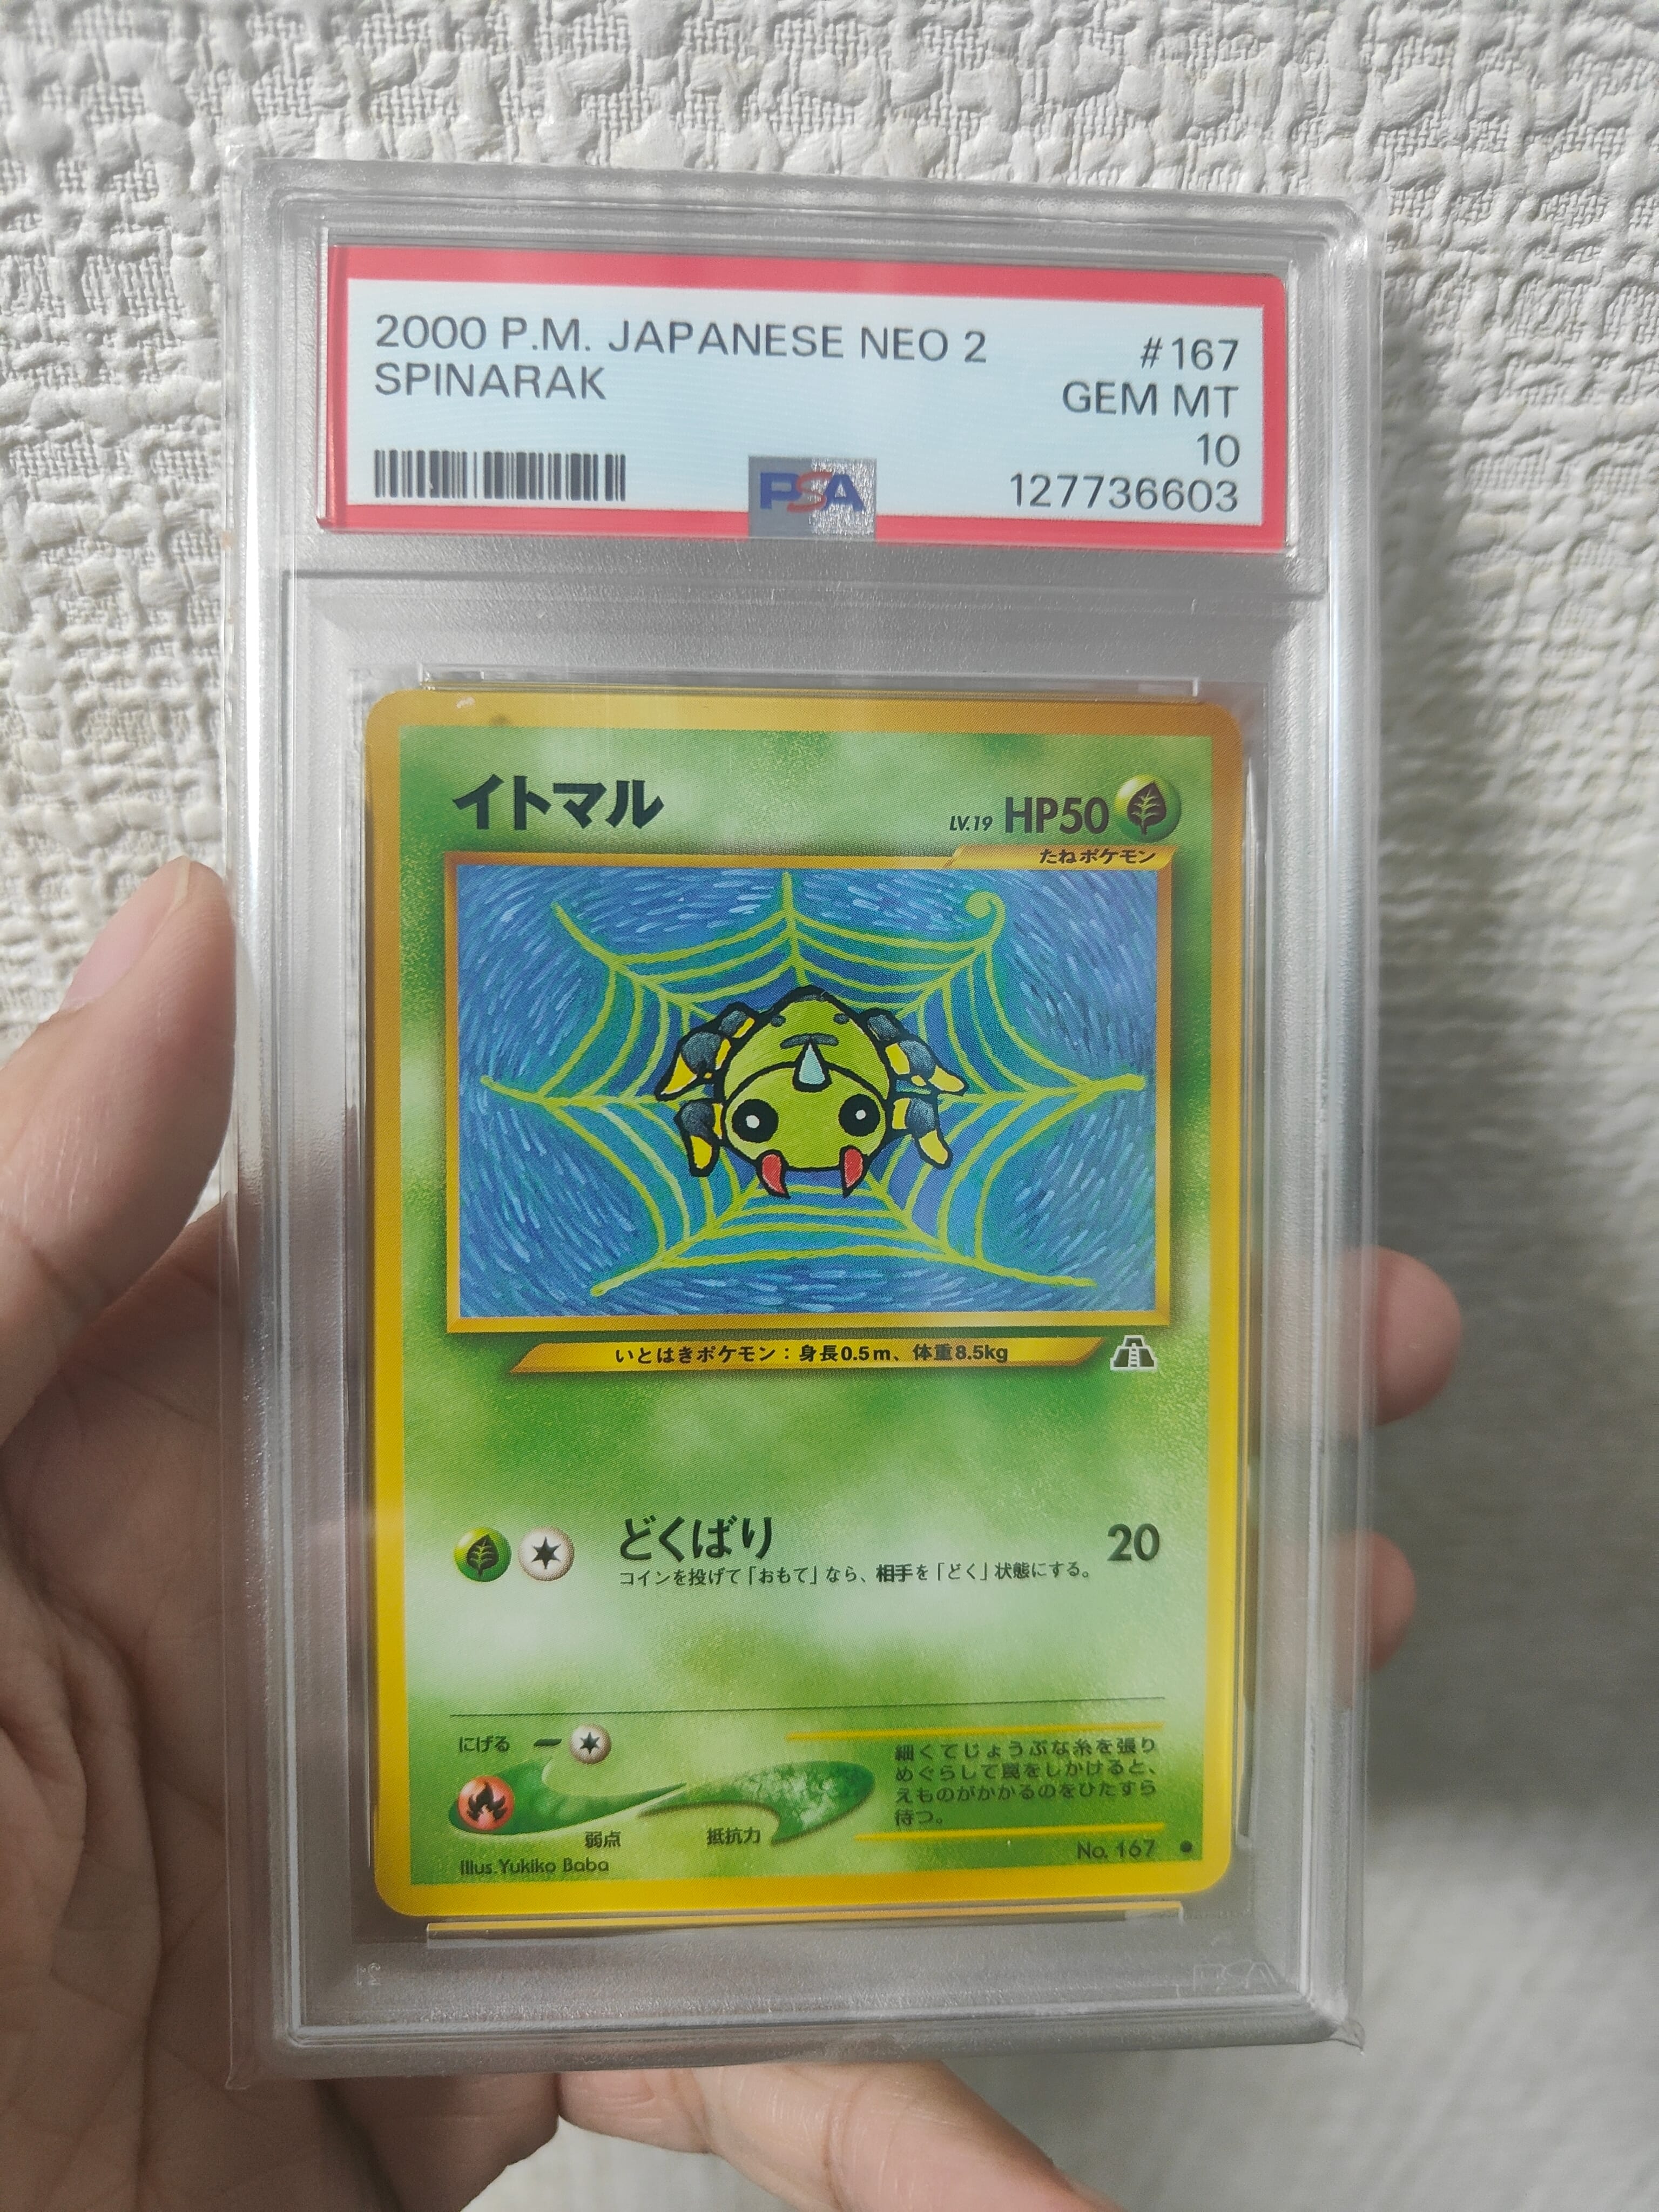 2000 P.M. JAPANESE NEO 2 #167
SPINARAK GEM MT
10
PSA 127736603
イトマル LV.19 HP50
たねポケモン
いとはきポケモン：身長0.5m、体重8.5kg
どくばり 20
コインを投げて「おもて」なら、相手を「どく」状態にする。
にげる
細くてじょうぶな糸を張り
めぐらして罠をしかけると、
えものがかかるのをひたすら
待つ。
弱点 抵抗力
No. 167
Illus. Yukiko Baba
PSA